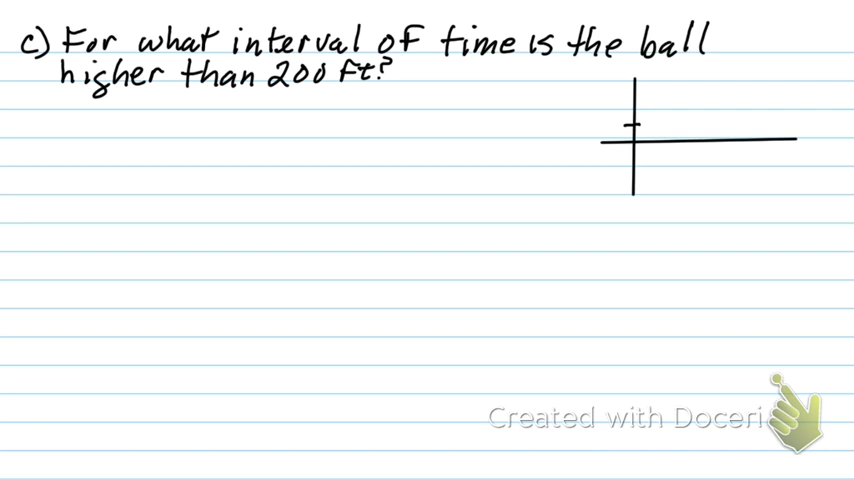 c) For what interval of time is the ball
higher than 200 ft?
Created with Doceri